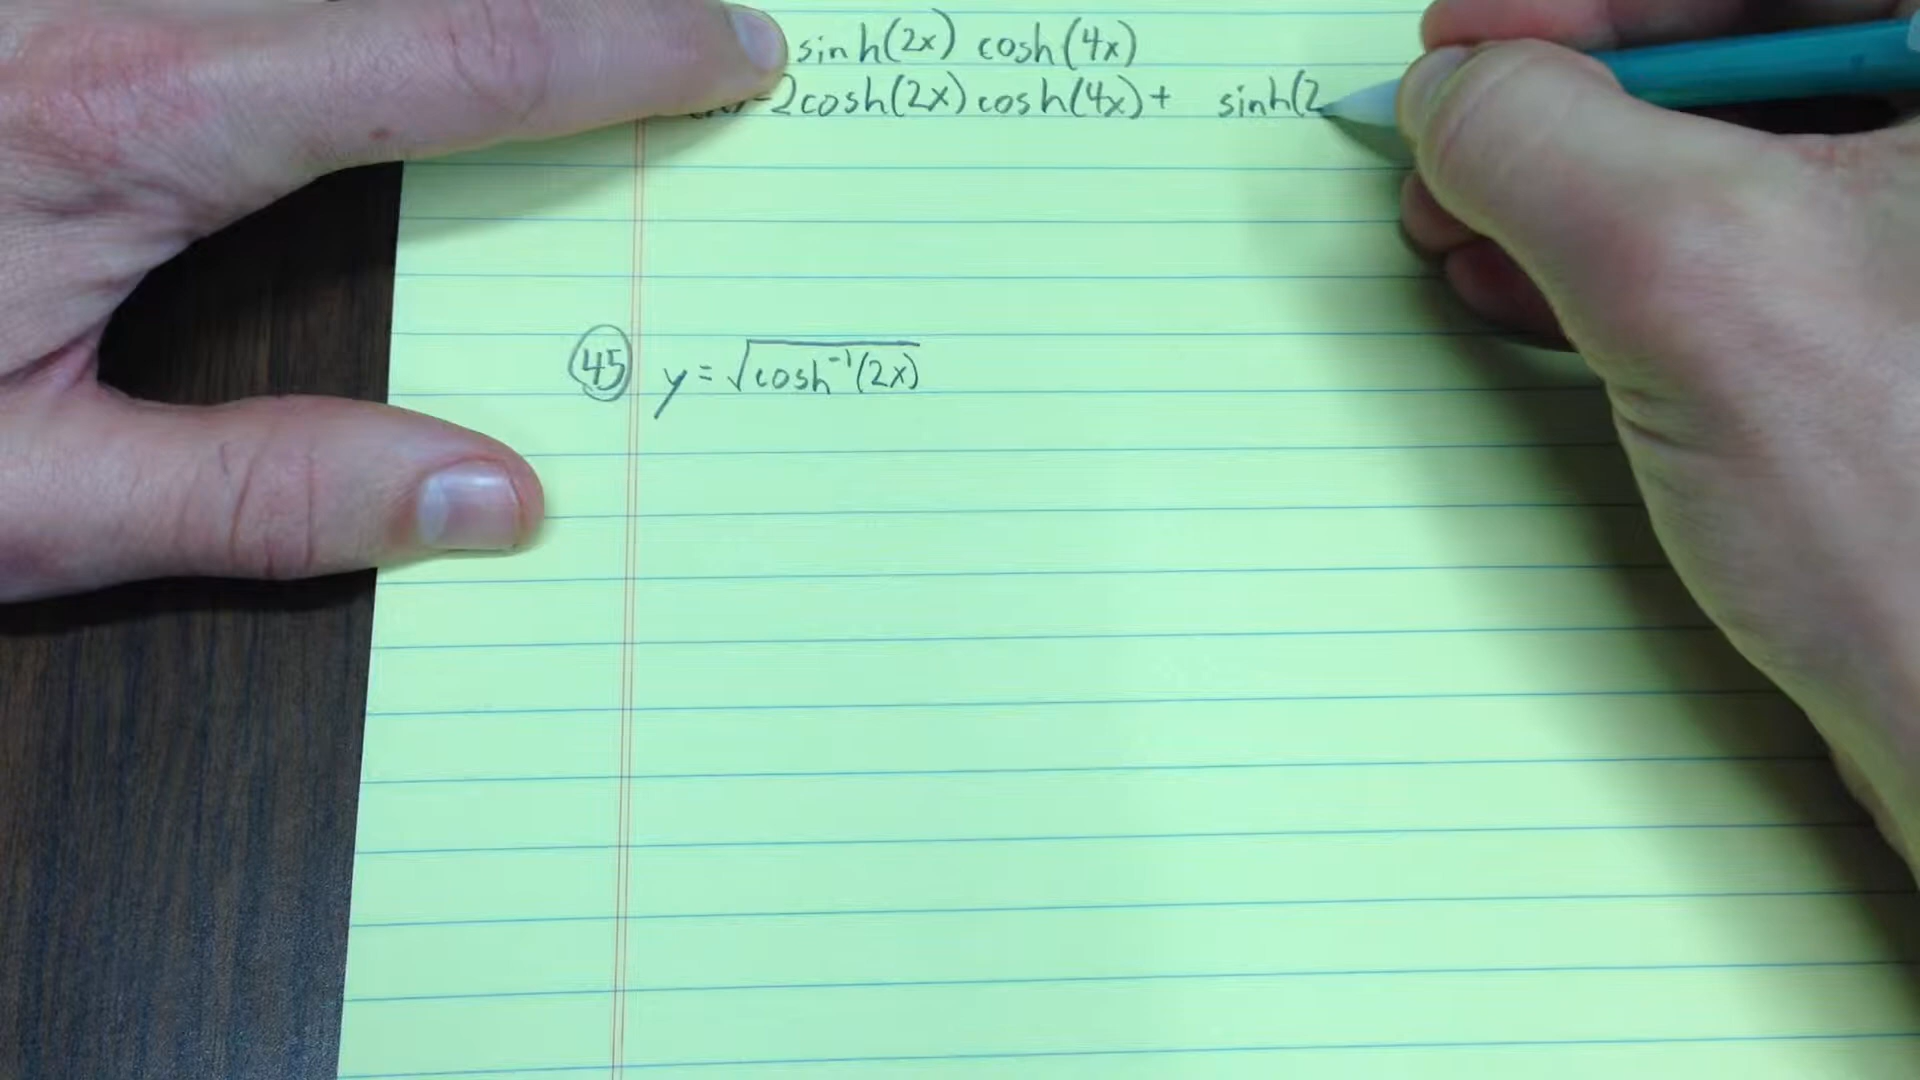 sinh(2x) cosh(4x)
2cosh(2x) cosh(4x) + sinh(2
45 y = √cosh⁻¹(2x)